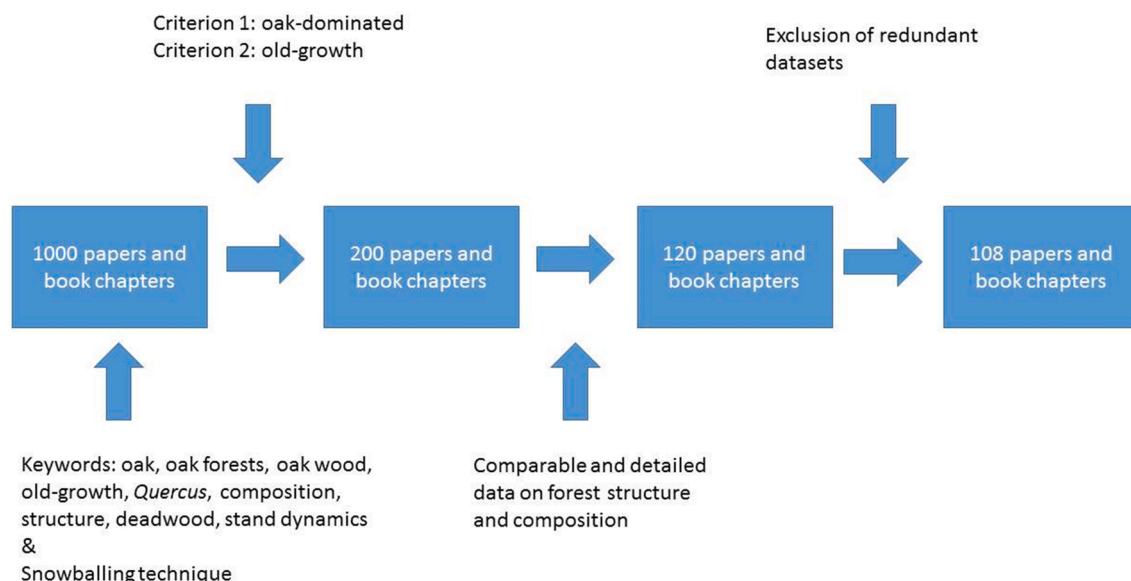 Criterion 1: oak-dominated
Criterion 2: old-growth
Exclusion of redundant
datasets
1000 papers and
book chapters
200 papers and
book chapters
120 papers and
book chapters
108 papers and
book chapters
Keywords: oak, oak forests, oak wood,
old-growth, Quercus, composition,
structure, deadwood, stand dynamics
&
Snowballing technique
Comparable and detailed
data on forest structure
and composition